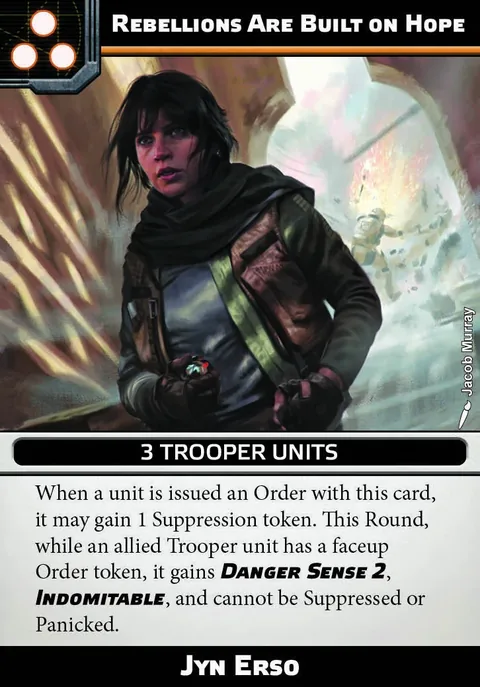 Rebellions Are Built on Hope
Jacob Murray
3 TROOPER UNITS
When a unit is issued an Order with this card,
it may gain 1 Suppression token. This Round,
while an allied Trooper unit has a faceup
Order token, it gains Danger Sense 2,
Indomitable, and cannot be Suppressed or
Panicked.
Jyn Erso